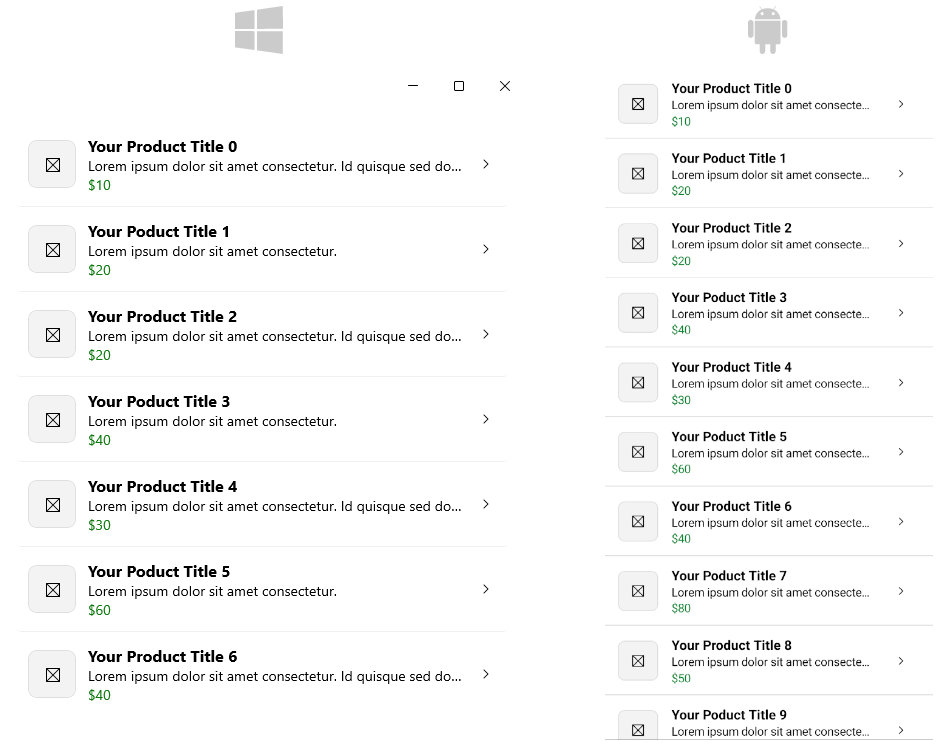 Your Product Title 0
Lorem ipsum dolor sit amet consectetur. Id quisque sed do...
$10
Your Poduct Title 1
Lorem ipsum dolor sit amet consectetur.
$20
Your Product Title 2
Lorem ipsum dolor sit amet consectetur. Id quisque sed do...
$20
Your Poduct Title 3
Lorem ipsum dolor sit amet consectetur.
$40
Your Product Title 4
Lorem ipsum dolor sit amet consectetur. Id quisque sed do...
$30
Your Poduct Title 5
Lorem ipsum dolor sit amet consectetur.
$60
Your Product Title 6
Lorem ipsum dolor sit amet consectetur. Id quisque sed do...
$40
Your Product Title 0
Lorem ipsum dolor sit amet consecte...
$10
Your Product Title 1
Lorem ipsum dolor sit amet consecte...
$20
Your Product Title 2
Lorem ipsum dolor sit amet consecte...
$20
Your Product Title 3
Lorem ipsum dolor sit amet consecte...
$40
Your Product Title 4
Lorem ipsum dolor sit amet consecte...
$30
Your Product Title 5
Lorem ipsum dolor sit amet consecte...
$60
Your Product Title 6
Lorem ipsum dolor sit amet consecte...
$40
Your Product Title 7
Lorem ipsum dolor sit amet consecte...
$80
Your Product Title 8
Lorem ipsum dolor sit amet consecte...
$50
Your Product Title 9
Lorem ipsum dolor sit amet consecte...